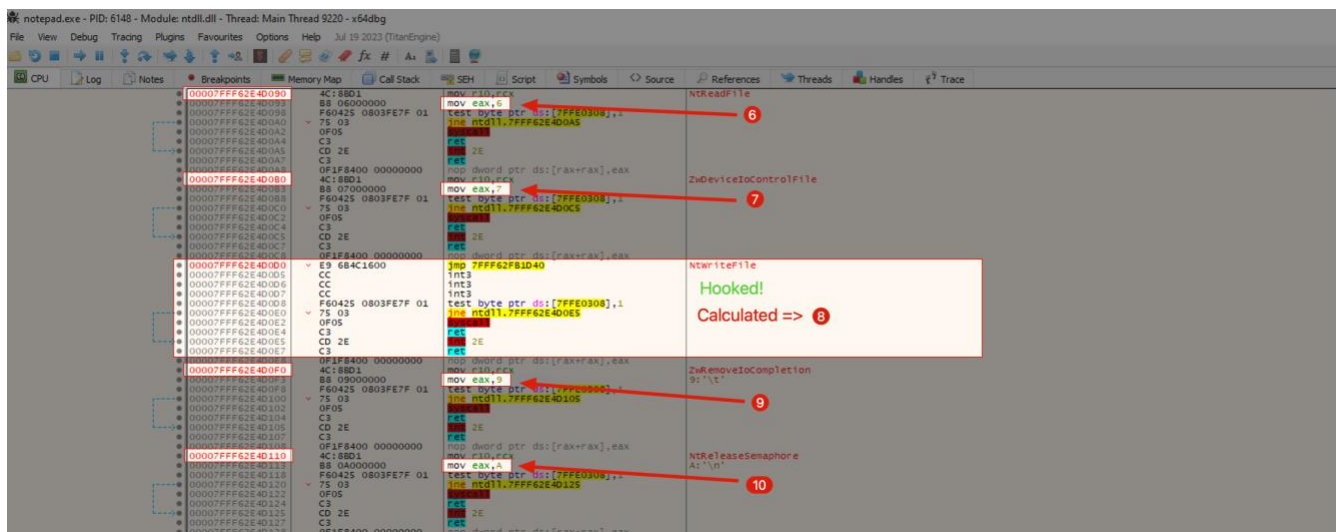 notepad.exe - PID: 6148 - Module: ntdll.dll - Thread: Main Thread 9220 - x64dbg
File View Debug Tracing Plugins Favourites Options Help Jul 19 2023 (TitanEngine)
CPU Log Notes Breakpoints Memory Map Call Stack SEH Script Symbols Source References Threads Handles Trace
00007FFF62E4D090 4C:8BD1 mov r10,rcx NtReadFile
00007FFF62E4D093 B8 06000000 mov eax,6
00007FFF62E4D098 F60425 0803FE7F 01 test byte ptr ds:[7FFE0308],1 6
00007FFF62E4D0A0 75 03 jne ntdll.7FFF62E4D0A5
00007FFF62E4D0A2 0F05 syscall
00007FFF62E4D0A4 C3 ret
00007FFF62E4D0A5 CD 2E int 2E
00007FFF62E4D0A7 C3 ret
00007FFF62E4D0A8 0F1F8400 00000000 nop dword ptr ds:[rax+rax],eax
00007FFF62E4D0B0 4C:8BD1 mov r10,rcx ZwDeviceIoControlFile
00007FFF62E4D0B3 B8 07000000 mov eax,7
00007FFF62E4D0B8 F60425 0803FE7F 01 test byte ptr ds:[7FFE0308],1 7
00007FFF62E4D0C0 75 03 jne ntdll.7FFF62E4D0C5
00007FFF62E4D0C2 0F05 syscall
00007FFF62E4D0C4 C3 ret
00007FFF62E4D0C5 CD 2E int 2E
00007FFF62E4D0C7 C3 ret
00007FFF62E4D0C8 0F1F8400 00000000 nop dword ptr ds:[rax+rax],eax
00007FFF62E4D0D0 E9 6B4C1600 jmp 7FFF62FB1D40 NtWriteFile
00007FFF62E4D0D5 CC int3
00007FFF62E4D0D6 CC int3 Hooked!
00007FFF62E4D0D7 CC int3
00007FFF62E4D0D8 F60425 0803FE7F 01 test byte ptr ds:[7FFE0308],1
00007FFF62E4D0E0 75 03 jne ntdll.7FFF62E4D0E5 Calculated => 8
00007FFF62E4D0E2 0F05 syscall
00007FFF62E4D0E4 C3 ret
00007FFF62E4D0E5 CD 2E int 2E
00007FFF62E4D0E7 C3 ret
00007FFF62E4D0E8 0F1F8400 00000000 nop dword ptr ds:[rax+rax],eax
00007FFF62E4D0F0 4C:8BD1 mov r10,rcx ZwRemoveIoCompletion
00007FFF62E4D0F3 B8 09000000 mov eax,9 9:'\t'
00007FFF62E4D0F8 F60425 0803FE7F 01 test byte ptr ds:[7FFE0308],1
00007FFF62E4D100 75 03 jne ntdll.7FFF62E4D105 9
00007FFF62E4D102 0F05 syscall
00007FFF62E4D104 C3 ret
00007FFF62E4D105 CD 2E int 2E
00007FFF62E4D107 C3 ret
00007FFF62E4D108 0F1F8400 00000000 nop dword ptr ds:[rax+rax],eax
00007FFF62E4D110 4C:8BD1 mov r10,rcx NtReleaseSemaphore
00007FFF62E4D113 B8 0A000000 mov eax,A A:'\n'
00007FFF62E4D118 F60425 0803FE7F 01 test byte ptr ds:[7FFE0308],1
00007FFF62E4D120 75 03 jne ntdll.7FFF62E4D125 10
00007FFF62E4D122 0F05 syscall
00007FFF62E4D124 C3 ret
00007FFF62E4D125 CD 2E int 2E
00007FFF62E4D127 C3 ret